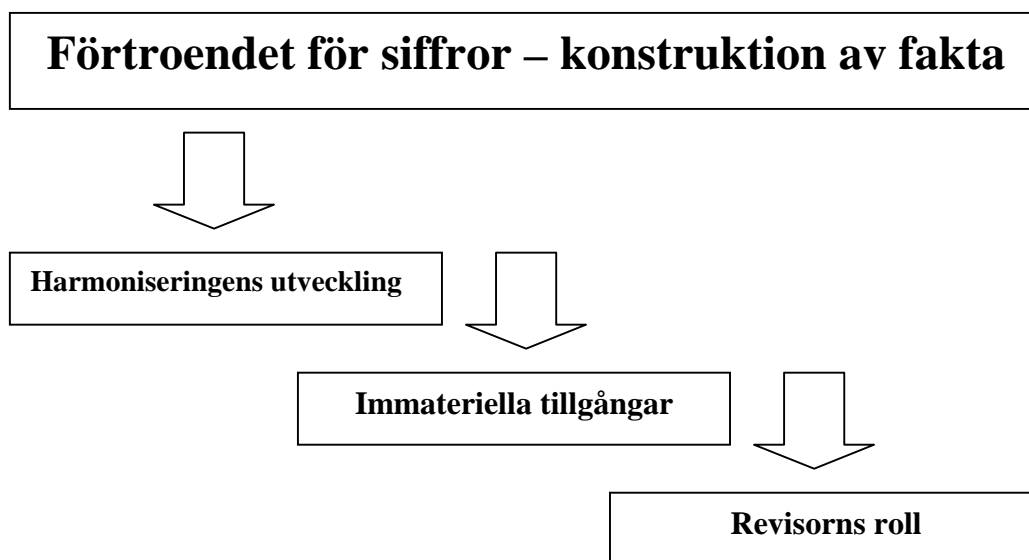 Förtroendet för siffror – konstruktion av fakta
Harmoniseringens utveckling
Immateriella tillgångar
Revisorns roll